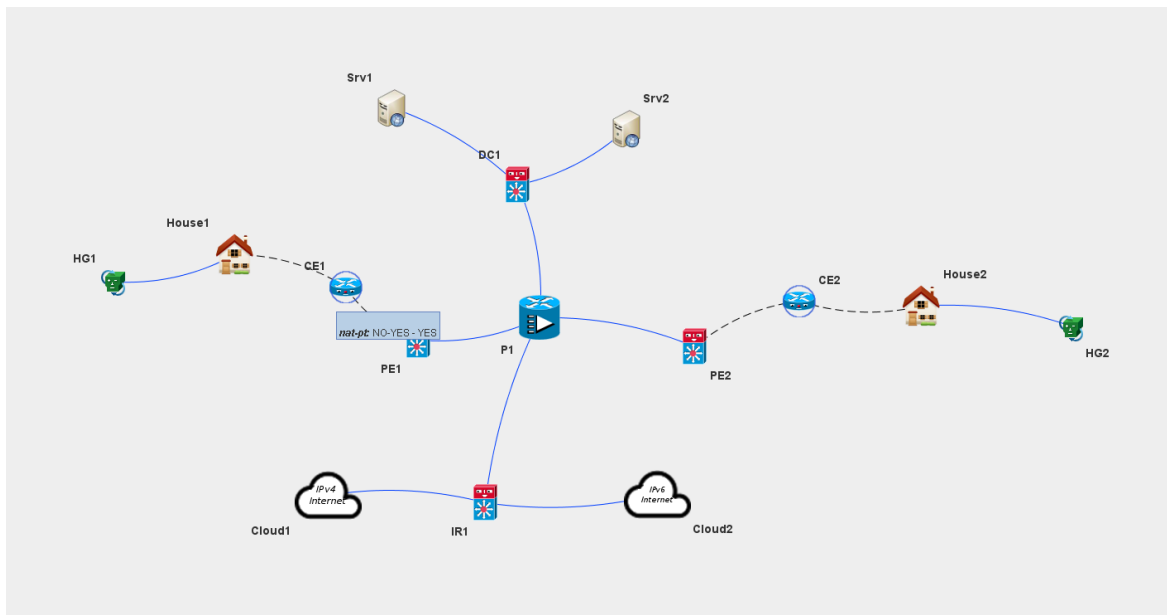 Srv1
Srv2
DC1
House1
HG1
CE1
House2
CE2
nat-pt: NO-YES - YES
P1
PE1
PE2
HG2
IPv4
Internet
IPv6
Internet
Cloud1
IR1
Cloud2